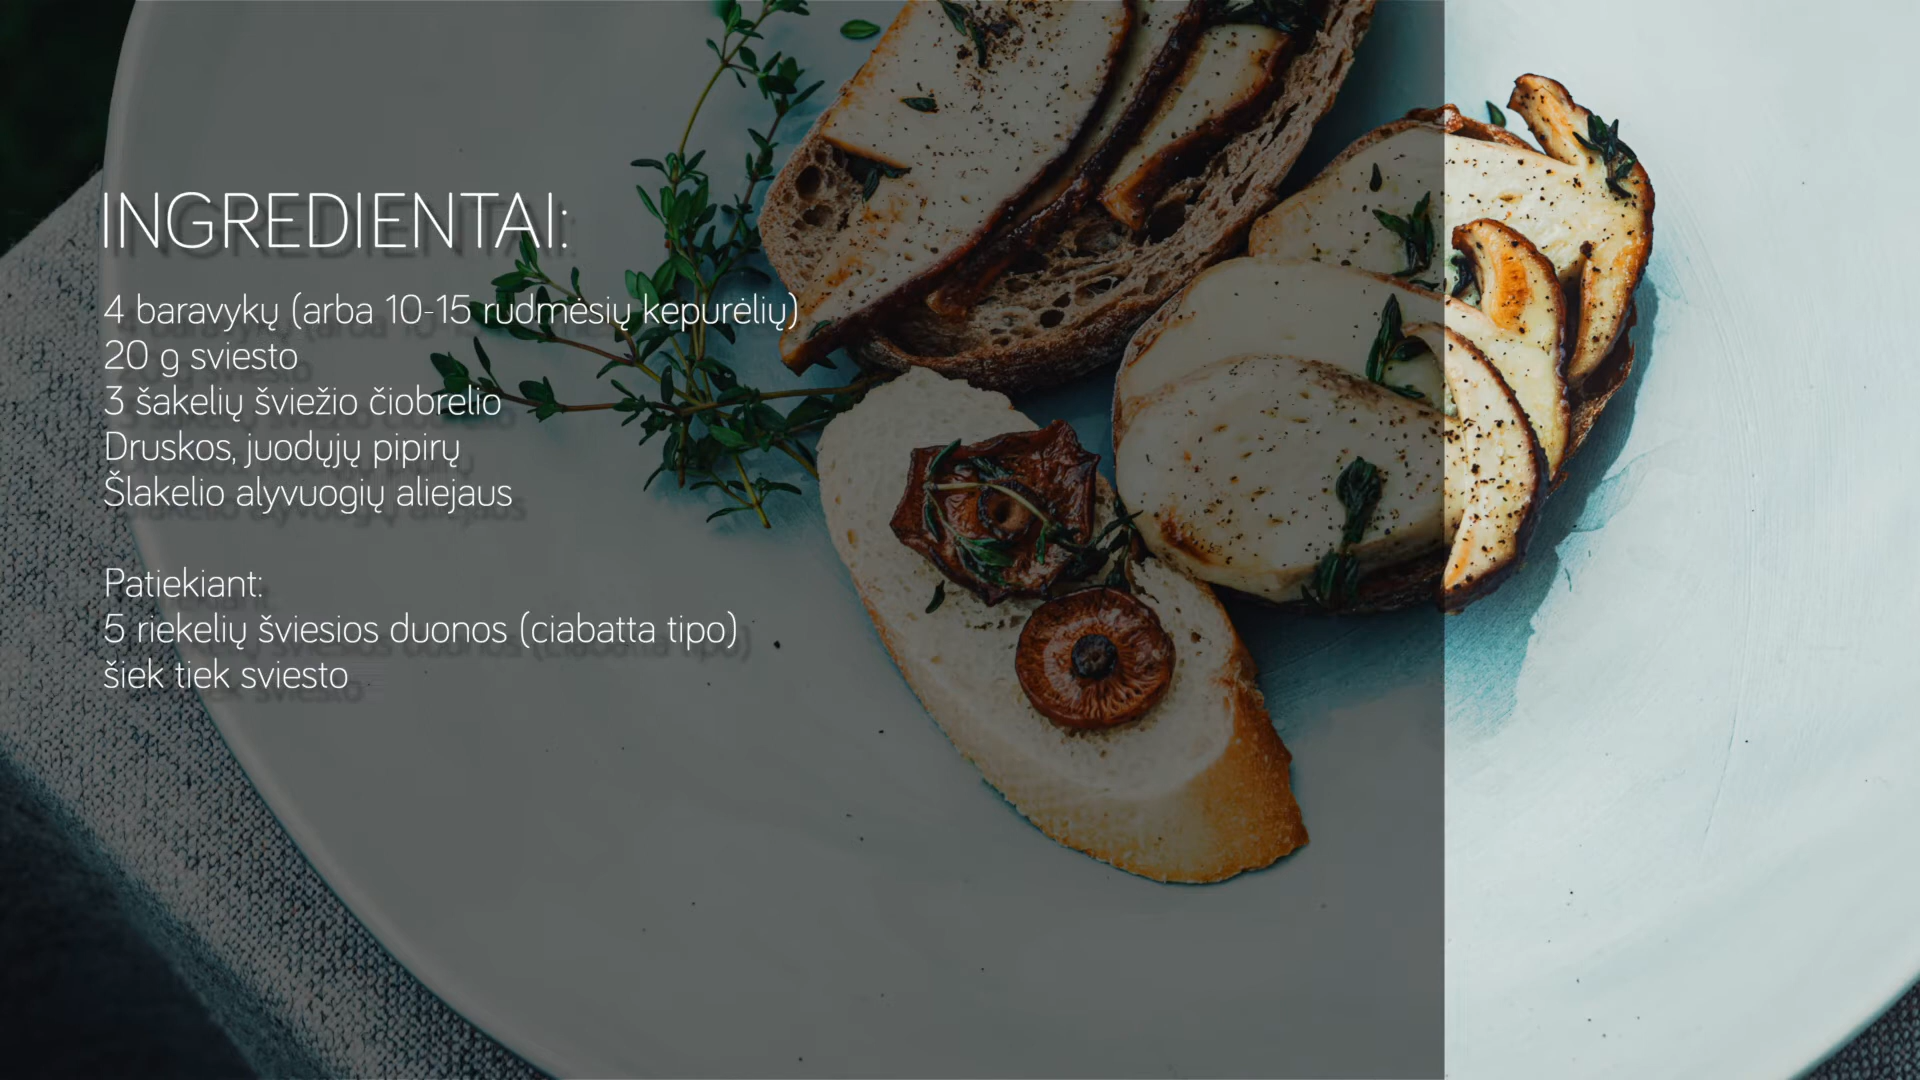 INGREDIENTAI:
4 baravykų (arba 10-15 rudmėsių kepurėlių)
20 g sviesto
3 šakelių šviežio čiobrelio
Druskos, juodųjų pipirų
Šlakelio alyvuogių aliejaus
Patiekiant:
5 riekelių šviesios duonos (ciabatta tipo)
šiek tiek sviesto